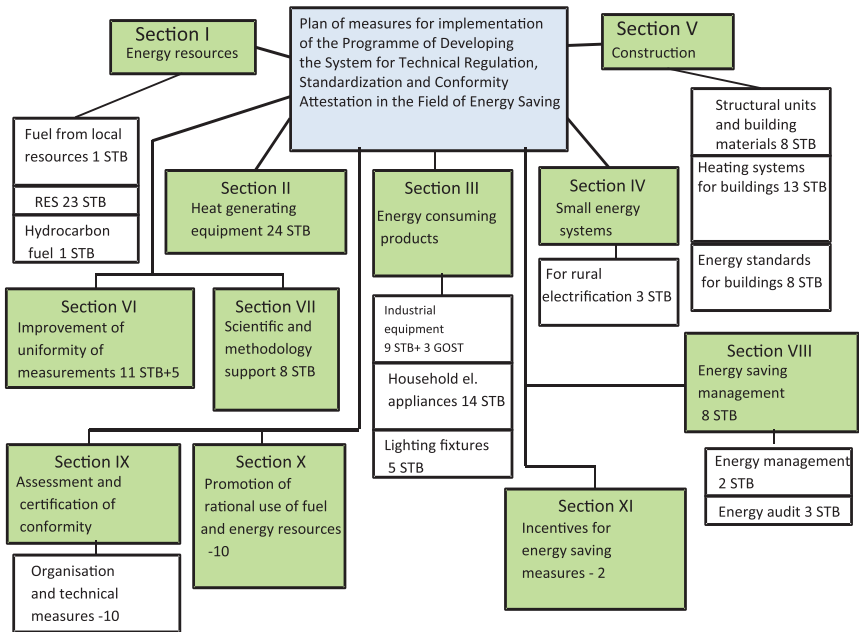 Plan of measures for implementation
of the Programme of Developing
the System for Technical Regulation,
Standardization and Conformity
Attestation in the Field of Energy Saving
Section I
Energy resources
Fuel from local
resources 1 STB
RES 23 STB
Hydrocarbon
fuel 1 STB
Section II
Heat generating
equipment 24 STB
Section III
Energy consuming
products
Industrial
equipment
9 STB+ 3 GOST
Household el.
appliances 14 STB
Lighting fixtures
5 STB
Section IV
Small energy
systems
For rural
electrification 3 STB
Section V
Construction
Structural units
and building
materials 8 STB
Heating systems
for buildings 13 STB
Energy standards
for buildings 8 STB
Section VI
Improvement of
uniformity of
measurements 11 STB+5
Section VII
Scientific and
methodology
support 8 STB
Section VIII
Energy saving
management
8 STB
Energy management
2 STB
Energy audit 3 STB
Section IX
Assessment and
certification of
conformity
Organisation
and technical
measures -10
Section X
Promotion of
rational use of fuel
and energy resources
-10
Section XI
Incentives for
energy saving
measures - 2